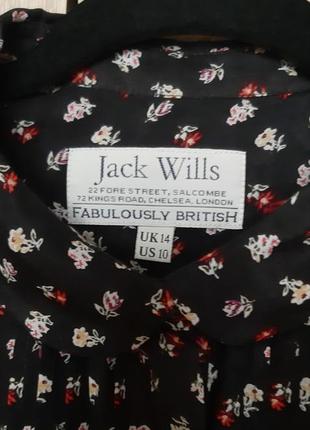 Jack Wills
22 FORE STREET, SALCOMBE
72 KINGS ROAD, CHELSEA, LONDON
FABULOUSLY BRITISH
UK 14
US 10